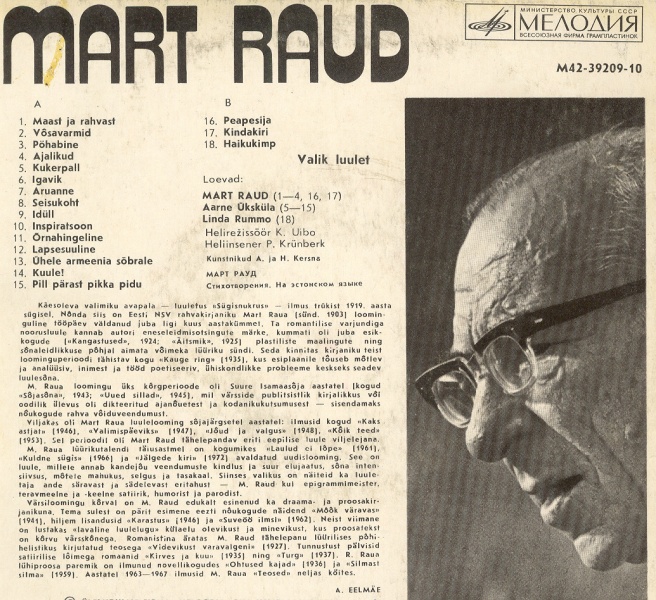 MART RAUD
МИНИСТЕРСТВО КУЛЬТУРЫ СССР
МЕЛОДИЯ
ВСЕСОЮЗНАЯ ФИРМА ГРАМПЛАСТИНОК
М42-39209-10
A
1. Maast ja rahvast
2. Võsavarmid
3. Põhabine
4. Ajalikud
5. Kukerpall
6. Igavik
7. Aruanne
8. Seisukoht
9. Idüll
10. Inspiratsoon
11. Õrnahingeline
12. Lapsesuuline
13. Ühele armeenia sõbrale
14. Kuule!
15. Pill pärast pikka pidu
B
16. Peapesija
17. Kindakiri
18. Haikukimp
Valik luulet
Loevad:
MART RAUD (1—4, 16, 17)
Aarne Üksküla (5—15)
Linda Rummo (18)
Helirežissöör K. Uibo
Heliinsener P. Krünberk
Kunstnikud A. ja H. Kersna
МАРТ РАУД
Стихотворения. На эстонском языке
Käesoleva valimiku avapala — luuletus «Sügisnukrus» — ilmus trükist 1919. aasta
sügisel. Nõnda siis on Eesti NSV rahvakirjaniku Mart Raua [sünd. 1903] loomin-
guline tööpäev väldanud juba ligi kuus aastakümmet. Ta romantilise varjundiga
noorusluule kannab autori eneseleidmisotsingute märke, kummati oli juba esik-
kogude [«Kangastused», 1924; «Äitsmik», 1925] plastiliste maalingute ning
sõnaleidlikkuse põhjal aimata võimeka lüüriku sündi. Seda kinnitas kirjaniku teist
loominguperioodi tähistav kogu «Kauge ring» [1935], kus esiplaanile tõuseb mõtlev
ja analüüsiv, inimest ja tööd poetiseeriv, ühiskondlikke probleeme keskseks seadev
luulesõna.
M. Raua loomingu üks kõrgperioode oli Suure Isamaasõja aastatel [kogud
«Sõjasõna», 1943; «Uued sillad», 1945], mil värsside publitsistlik kirjalikkus või
oodilik ülevus oli dikteeritud ajanõuetest ja kodanikukutsumusest — sisendamaks
nõukogude rahva võiduveendumust.
Viljakas oli Mart Raua luulelooming sõjajärgsetel aastatel: ilmusid kogud «Kaks
astjat» [1946], «Valimispäeviks» [1947], «Jõud ja valgus» [1948], «Kõik teed»
[1953]. Sel perioodil oli Mart Raud tähelepandav eriti eepilise luule viljelejana.
M. Raua lüürikutalendi täiusastmel on kogumikes «Laulud ei lõpe» [1961],
«Kuldne sügis» [1966] ja «Jälgede kiri» [1972] avaldatud uudislooming. See on
luule, millele annab kandejõu veendumuste kindlus ja suur elujaatus, sõna inten-
siivsus, mõtete mahukus, selgus ja tasakaal. Siinses valikus on näiteid ka luule-
taja ande säravast ja sädelevast eritahust — M. Raud kui epigrammimeister,
teravmeelne ja -keelne satiirik, humorist ja parodist.
Värsiloomingu kõrval on M. Raud edukalt esinenud ka draama- ja proosakir-
janikuna. Tema sulest on pärit esimene eesti nõukogude näidend «Mõõk väravas»
[1941], hiljem lisandusid «Karastus» [1946] ja «Suveöö ilmsi» [1962]. Neist viimane
on lustakas «lavaline luulelugu» külaelu olevikust ja minevikust, kus proosatekst
on kõrvu värsskõnega. Romanistina äratas M. Raud tähelepanu lüürilises põhi-
helistikus kirjutatud teosega «Videvikust varavalgeni» [1927]. Tunnustust pälvisid
satiirilise lõimega romaanid «Kirves ja kuu» [1935] ning «Turg» [1937]. R. Raua
lühiproosa paremik on ilmunud novellikogudes «Ohtused kajad» [1936] ja «Silmast
silma» [1959]. Aastatel 1963—1967 ilmusid M. Raua «Teosed» neljas köites.
A. EELMÄE